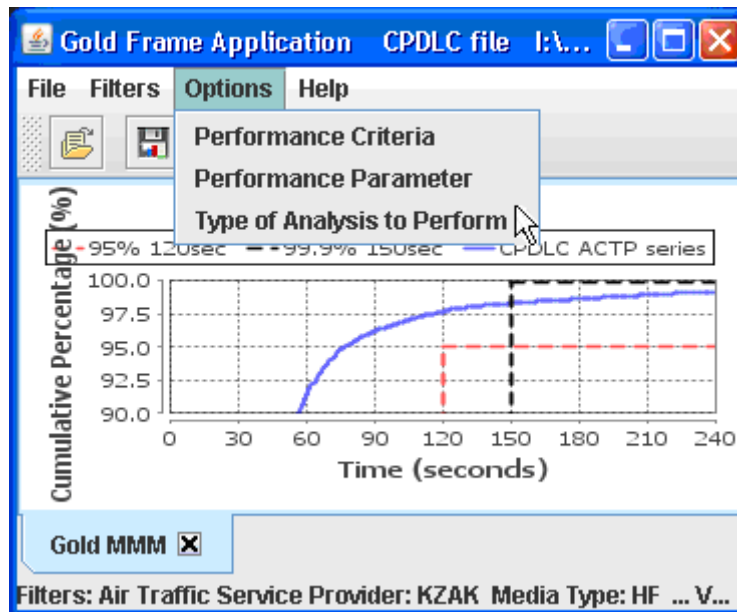 Gold Frame Application CPDLC file I:\...
File Filters Options Help
Performance Criteria
Performance Parameter
Type of Analysis to Perform
95% 120sec 99.9% 150sec CPDLC ACTP series
Cumulative Percentage (%)
100.0
97.5
95.0
92.5
90.0
0 30 60 90 120 150 180 210 240
Time (seconds)
Gold MMM
Filters: Air Traffic Service Provider: KZAK Media Type: HF ... V...